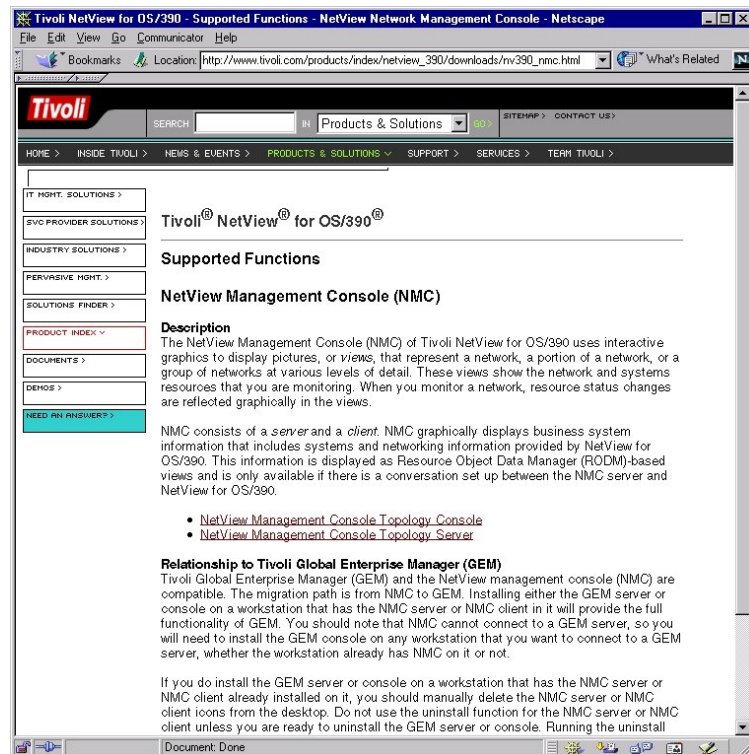 Tivoli NetView for OS/390 - Supported Functions - NetView Network Management Console - Netscape
File Edit View Go Communicator Help
Bookmarks Location: http://www.tivoli.com/products/index/netview_390/downloads/nv390_nmc.html What's Related
Tivoli
SEARCH IN Products & Solutions GO> SITEMAP > CONTACT US>
HOME > INSIDE TIVOLI > NEWS & EVENTS > PRODUCTS & SOLUTIONS SUPPORT > SERVICES > TEAM TIVOLI >
IT MGMT. SOLUTIONS >
SVC PROVIDER SOLUTIONS >
INDUSTRY SOLUTIONS >
PERVASIVE MGMT. >
SOLUTIONS FINDER >
PRODUCT INDEX
DOCUMENTS >
DEMOS >
NEED AN ANSWER? >
Tivoli® NetView® for OS/390®
Supported Functions
NetView Management Console (NMC)
Description
The NetView Management Console (NMC) of Tivoli NetView for OS/390 uses interactive
graphics to display pictures, or views, that represent a network, a portion of a network, or a
group of networks at various levels of detail. These views show the network and systems
resources that you are monitoring. When you monitor a network, resource status changes
are reflected graphically in the views.
NMC consists of a server and a client. NMC graphically displays business system
information that includes systems and networking information provided by NetView for
OS/390. This information is displayed as Resource Object Data Manager (RODM)-based
views and is only available if there is a conversation set up between the NMC server and
NetView for OS/390.
• NetView Management Console Topology Console
• NetView Management Console Topology Server
Relationship to Tivoli Global Enterprise Manager (GEM)
Tivoli Global Enterprise Manager (GEM) and the NetView management console (NMC) are
compatible. The migration path is from NMC to GEM. Installing either the GEM server or
console on a workstation that has the NMC server or NMC client in it will provide the full
functionality of GEM. You should note that NMC cannot connect to a GEM server, so you
will need to install the GEM console on any workstation that you want to connect to a GEM
server, whether the workstation already has NMC on it or not.
If you do install the GEM server or console on a workstation that has the NMC server or
NMC client already installed on it, you should manually delete the NMC server or NMC
client icons from the desktop. Do not use the uninstall function for the NMC server or NMC
client unless you are ready to uninstall the GEM server or console. Running the uninstall
Document: Done